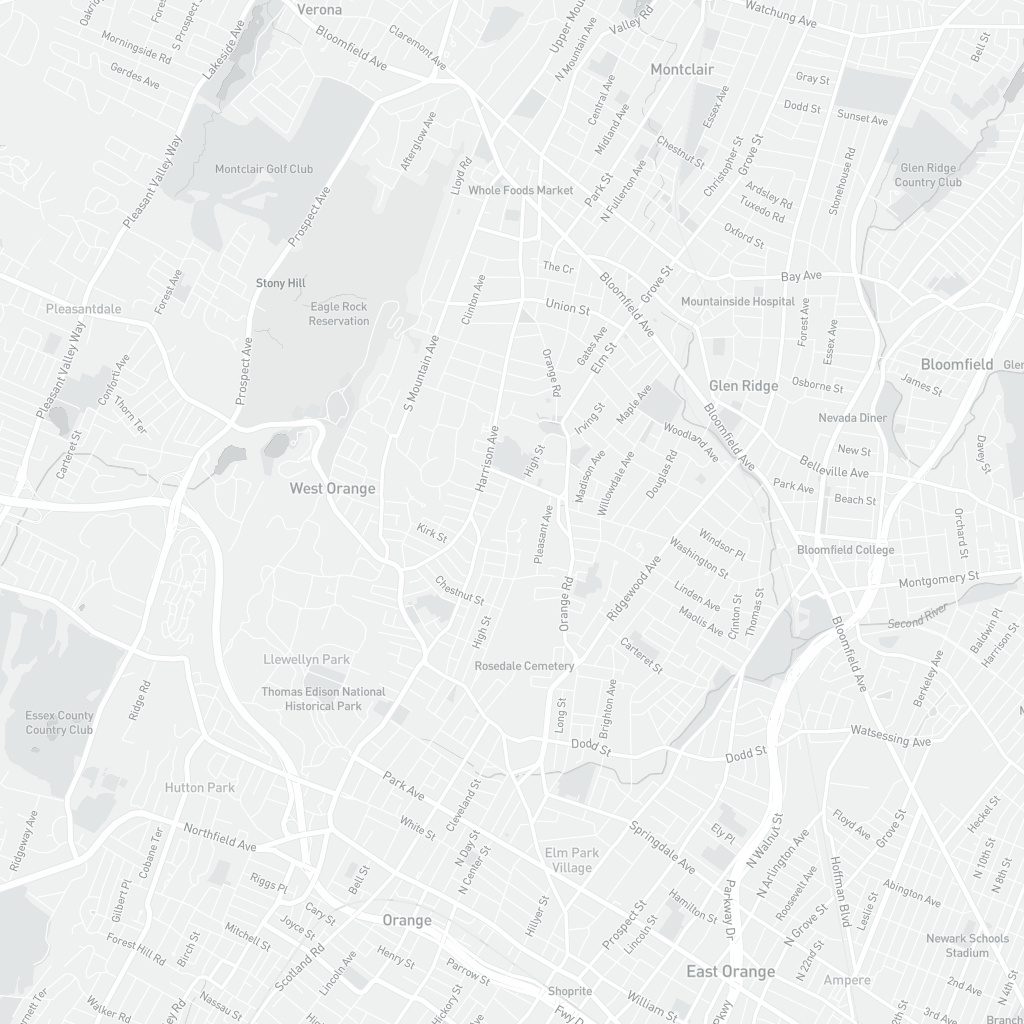 Verona
Oakridge Rd
Forest Ave
S Prospect St
Lakeside Ave
Morningside Rd
Gerdes Ave
Bloomfield Ave
Claremont Ave
N Mountain Ave
Valley Rd
Watchung Ave
Bell St
Montclair
Gray St
Dodd St
Sunset Ave
Essex Ave
Central Ave
Midland Ave
Chestnut St
Christopher St
Grove St
Afterglow Ave
Lloyd Rd
Montclair Golf Club
Pleasant Valley Way
Whole Foods Market
Park St
N Fullerton Ave
Ardsley Rd
Tuxedo Rd
Stonehouse Rd
Glen Ridge
Country Club
Prospect Ave
Oxford St
The Cr
Bay Ave
Stony Hill
Forest Ave
Pleasantdale
Eagle Rock
Reservation
Clinton Ave
Union St
Bloomfield Ave
Grove St
Mountainside Hospital
Forest Ave
Essex Ave
Gates Ave
Elm St
Orange Rd
S Mountain Ave
Prospect Ave
Pleasant Valley Way
Conforti Ave
Thorn Ter
Carteret St
Glen Ridge
Osborne St
Bloomfield
James St
Maple Ave
Irving St
Nevada Diner
Woodland Ave
Bloomfield Ave
New St
Davey St
Belleville Ave
Harrison Ave
High St
Madison Ave
Willowdale Ave
Douglas Rd
Park Ave
Beach St
West Orange
Pleasant Ave
Kirk St
Windsor Pl
Washington St
Bloomfield College
Orchard St
Chestnut St
Orange Rd
Ridgewood Ave
Linden Ave
Maolis Ave
Clinton St
Thomas St
Montgomery St
Second River
Bloomfield Ave
Baldwin Pl
Harrison St
High St
Carteret St
Llewellyn Park
Rosedale Cemetery
Berkeley Ave
Thomas Edison National
Historical Park
Ridge Rd
Essex County
Country Club
Long St
Brighton Ave
Dodd St
Dodd St
Watsessing Ave
Hutton Park
Park Ave
Cleveland St
White St
Northfield Ave
Ridgeway Ave
Cobane Ter
Springdale Ave
Ely Pl
N Walnut St
Floyd Ave
Grove St
Heckel St
N Day St
N Center St
Elm Park
Village
N Arlington Ave
Roosevelt Ave
Hoffman Blvd
N 10th St
N 8th St
Bell St
Riggs Pl
Gilbert Pl
Parkway Dr
Abington Ave
Leslie St
Cary St
Joyce St
Orange
Hillyer St
Prospect St
Lincoln St
Hamilton St
N Grove St
Newark Schools
Stadium
Forest Hill Rd
Birch St
Mitchell St
Scotland Rd
Lincoln Ave
Henry St
Parrow St
N 22nd St
East Orange
Ampere
Shoprite
William St
Hickory St
Nassau St
Walker Rd
3rd Ave
2nd Ave
N 4th St
Branch